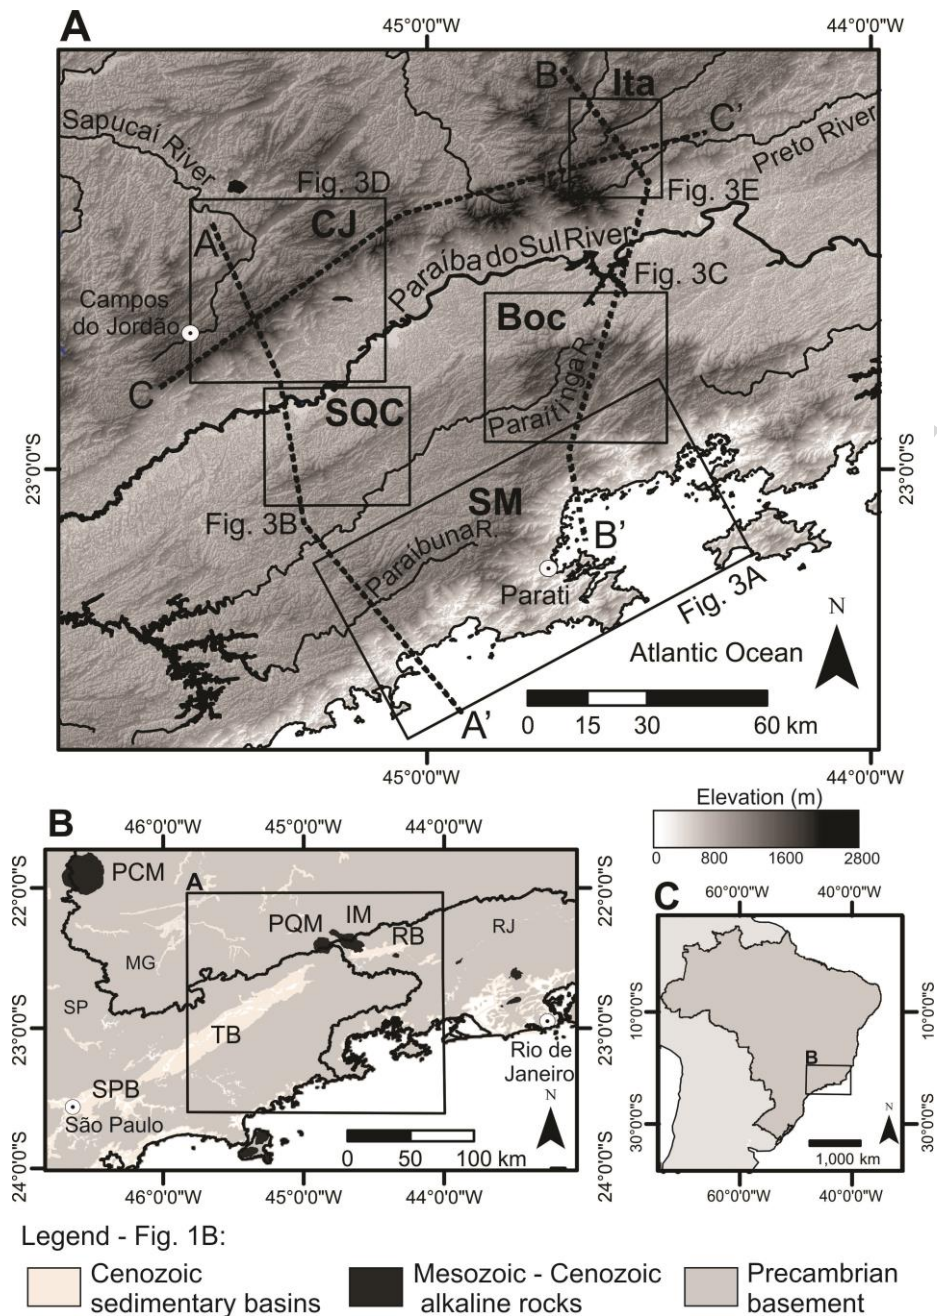 A
45°0'0"W
44°0'0"W
B
Ita
C'
Sapucaí River
Preto River
Fig. 3D
Fig. 3E
CJ
A
Paraíba do Sul River
Fig. 3C
Campos
do Jordão
Boc
C
SQC
Paraitinga R.
23°0'0"S
23°0'0"S
Fig. 3B
SM
Paraibuna R.
B'
Parati
Fig. 3A
N
Atlantic Ocean
A'
0 15 30 60 km
45°0'0"W
44°0'0"W
Elevation (m)
0 800 1600 2800
B
46°0'0"W
45°0'0"W
44°0'0"W
PCM
A
22°0'0"S
22°0'0"S
PQM
IM
RB
RJ
MG
SP
TB
23°0'0"S
23°0'0"S
Rio de
Janeiro
SPB
São Paulo
N
0 50 100 km
24°0'0"S
24°0'0"S
46°0'0"W
45°0'0"W
44°0'0"W
C
60°0'0"W
40°0'0"W
10°0'0"S
10°0'0"S
B
N
30°0'0"S
30°0'0"S
1,000 km
60°0'0"W
40°0'0"W
Legend - Fig. 1B:
Cenozoic
sedimentary basins
Mesozoic - Cenozoic
alkaline rocks
Precambrian
basement